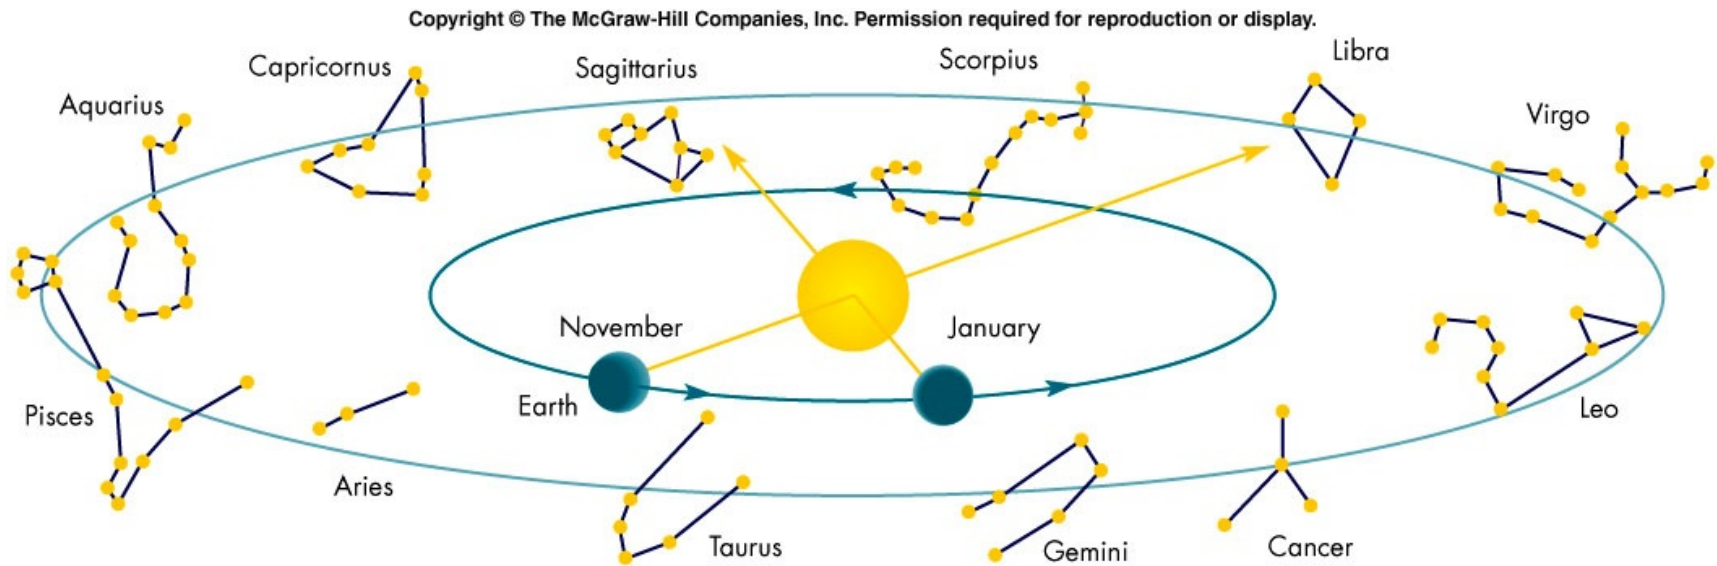 Copyright © The McGraw-Hill Companies, Inc. Permission required for reproduction or display.
Libra
Scorpius
Capricornus
Sagittarius
Aquarius
Virgo
November
January
Earth
Pisces
Leo
Aries
Taurus
Gemini
Cancer